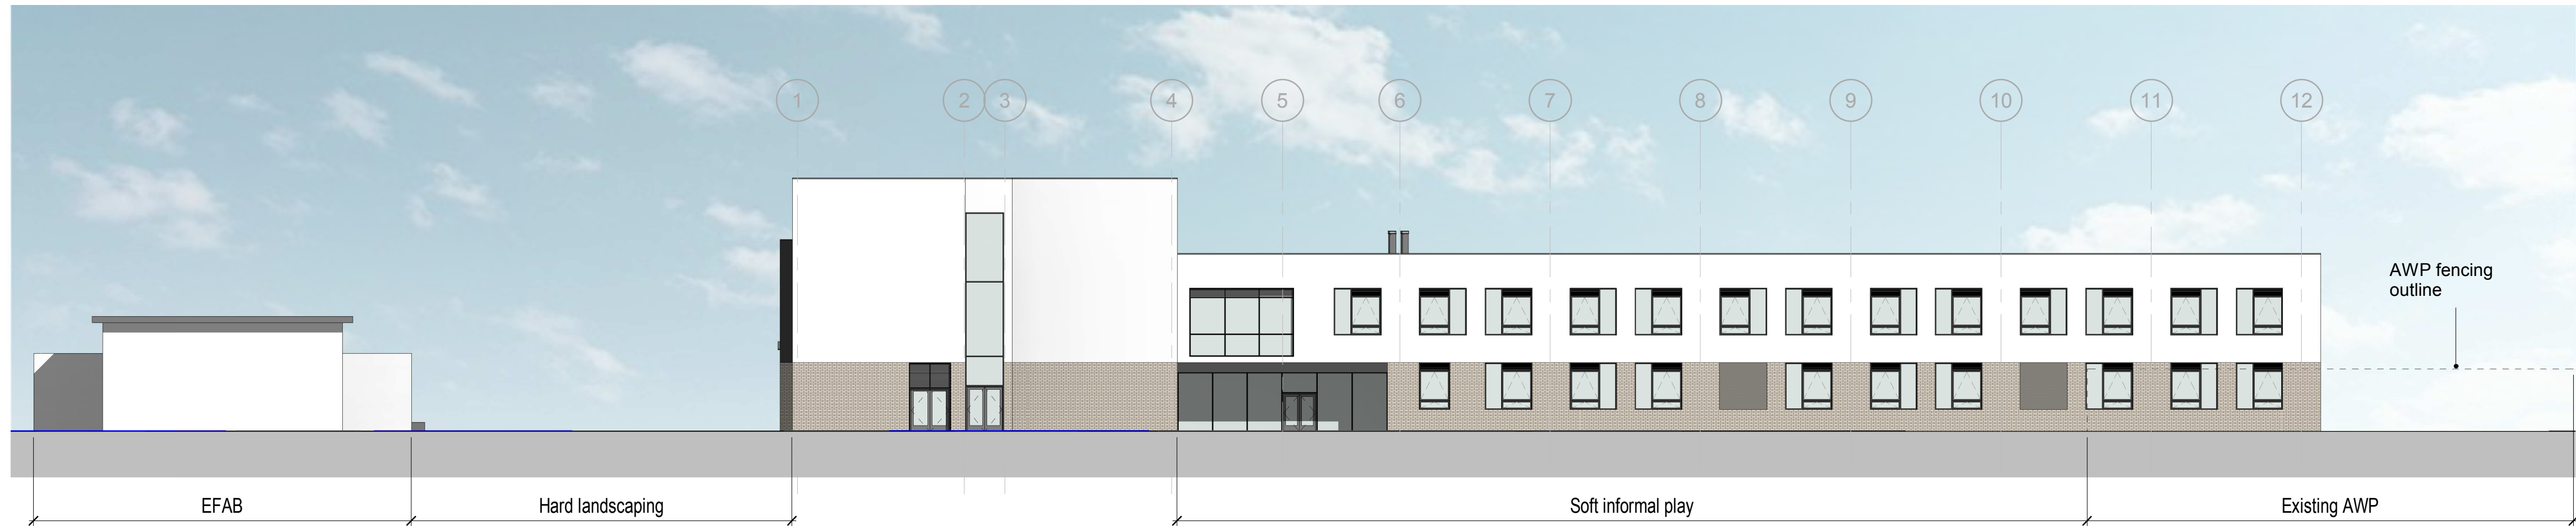 1
2
3
4
5
6
7
8
9
10
11
12
AWP fencing
outline
EFAB
Hard landscaping
Soft informal play
Existing AWP